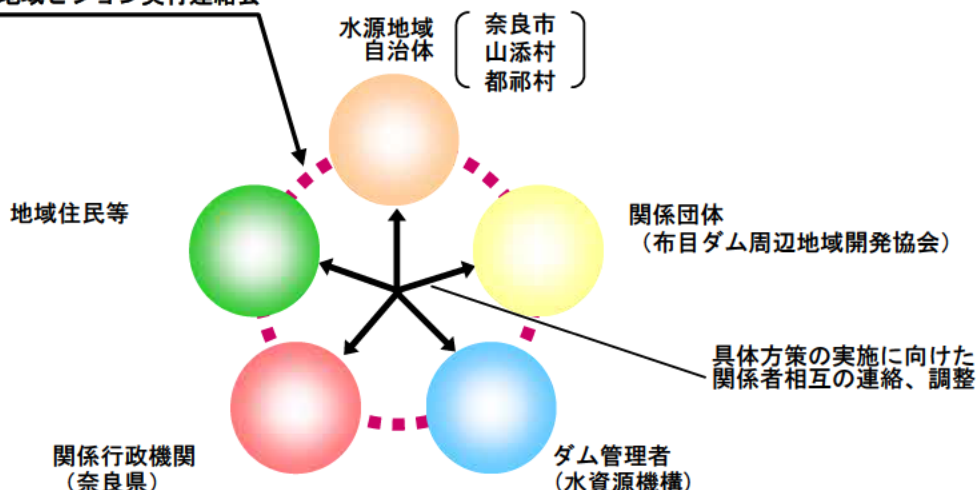 水源地域
自治体
奈良市
山添村
都祁村
地域住民等
関係団体
（布目ダム周辺地域開発協会）
具体方策の実施に向けた
関係者相互の連絡、調整
関係行政機関
（奈良県）
ダム管理者
（水資源機構）